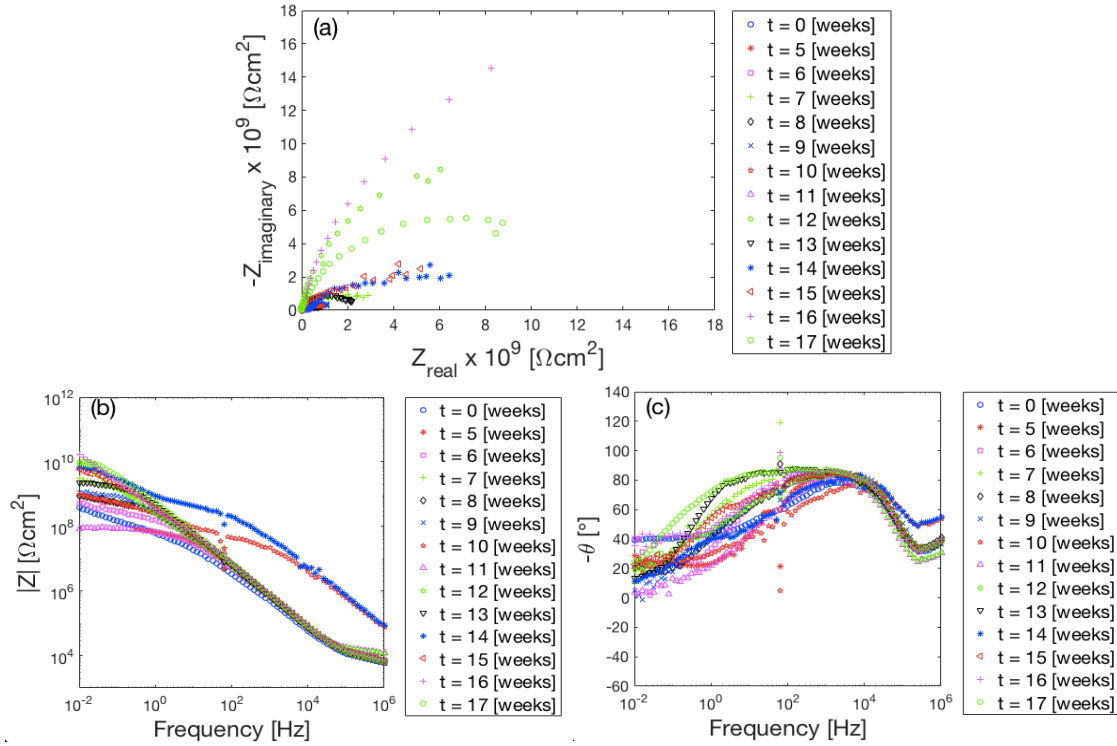 (a)
18
16
14
12
10
8
6
4
2
0
-Z_imaginary x 10^9 [Ωcm^2]
0 2 4 6 8 10 12 14 16 18
Z_real x 10^9 [Ωcm^2]
t = 0 [weeks]
t = 5 [weeks]
t = 6 [weeks]
t = 7 [weeks]
t = 8 [weeks]
t = 9 [weeks]
t = 10 [weeks]
t = 11 [weeks]
t = 12 [weeks]
t = 13 [weeks]
t = 14 [weeks]
t = 15 [weeks]
t = 16 [weeks]
t = 17 [weeks]
(b)
10^12
10^10
10^8
10^6
10^4
|Z| [Ωcm^2]
10^-2 10^0 10^2 10^4 10^6
Frequency [Hz]
t = 0 [weeks]
t = 5 [weeks]
t = 6 [weeks]
t = 7 [weeks]
t = 8 [weeks]
t = 9 [weeks]
t = 10 [weeks]
t = 11 [weeks]
t = 12 [weeks]
t = 13 [weeks]
t = 14 [weeks]
t = 15 [weeks]
t = 16 [weeks]
t = 17 [weeks]
(c)
140
120
100
80
60
40
20
0
-20
-40
-60
-θ [°]
10^-2 10^0 10^2 10^4 10^6
Frequency [Hz]
t = 0 [weeks]
t = 5 [weeks]
t = 6 [weeks]
t = 7 [weeks]
t = 8 [weeks]
t = 9 [weeks]
t = 10 [weeks]
t = 11 [weeks]
t = 12 [weeks]
t = 13 [weeks]
t = 14 [weeks]
t = 15 [weeks]
t = 16 [weeks]
t = 17 [weeks]